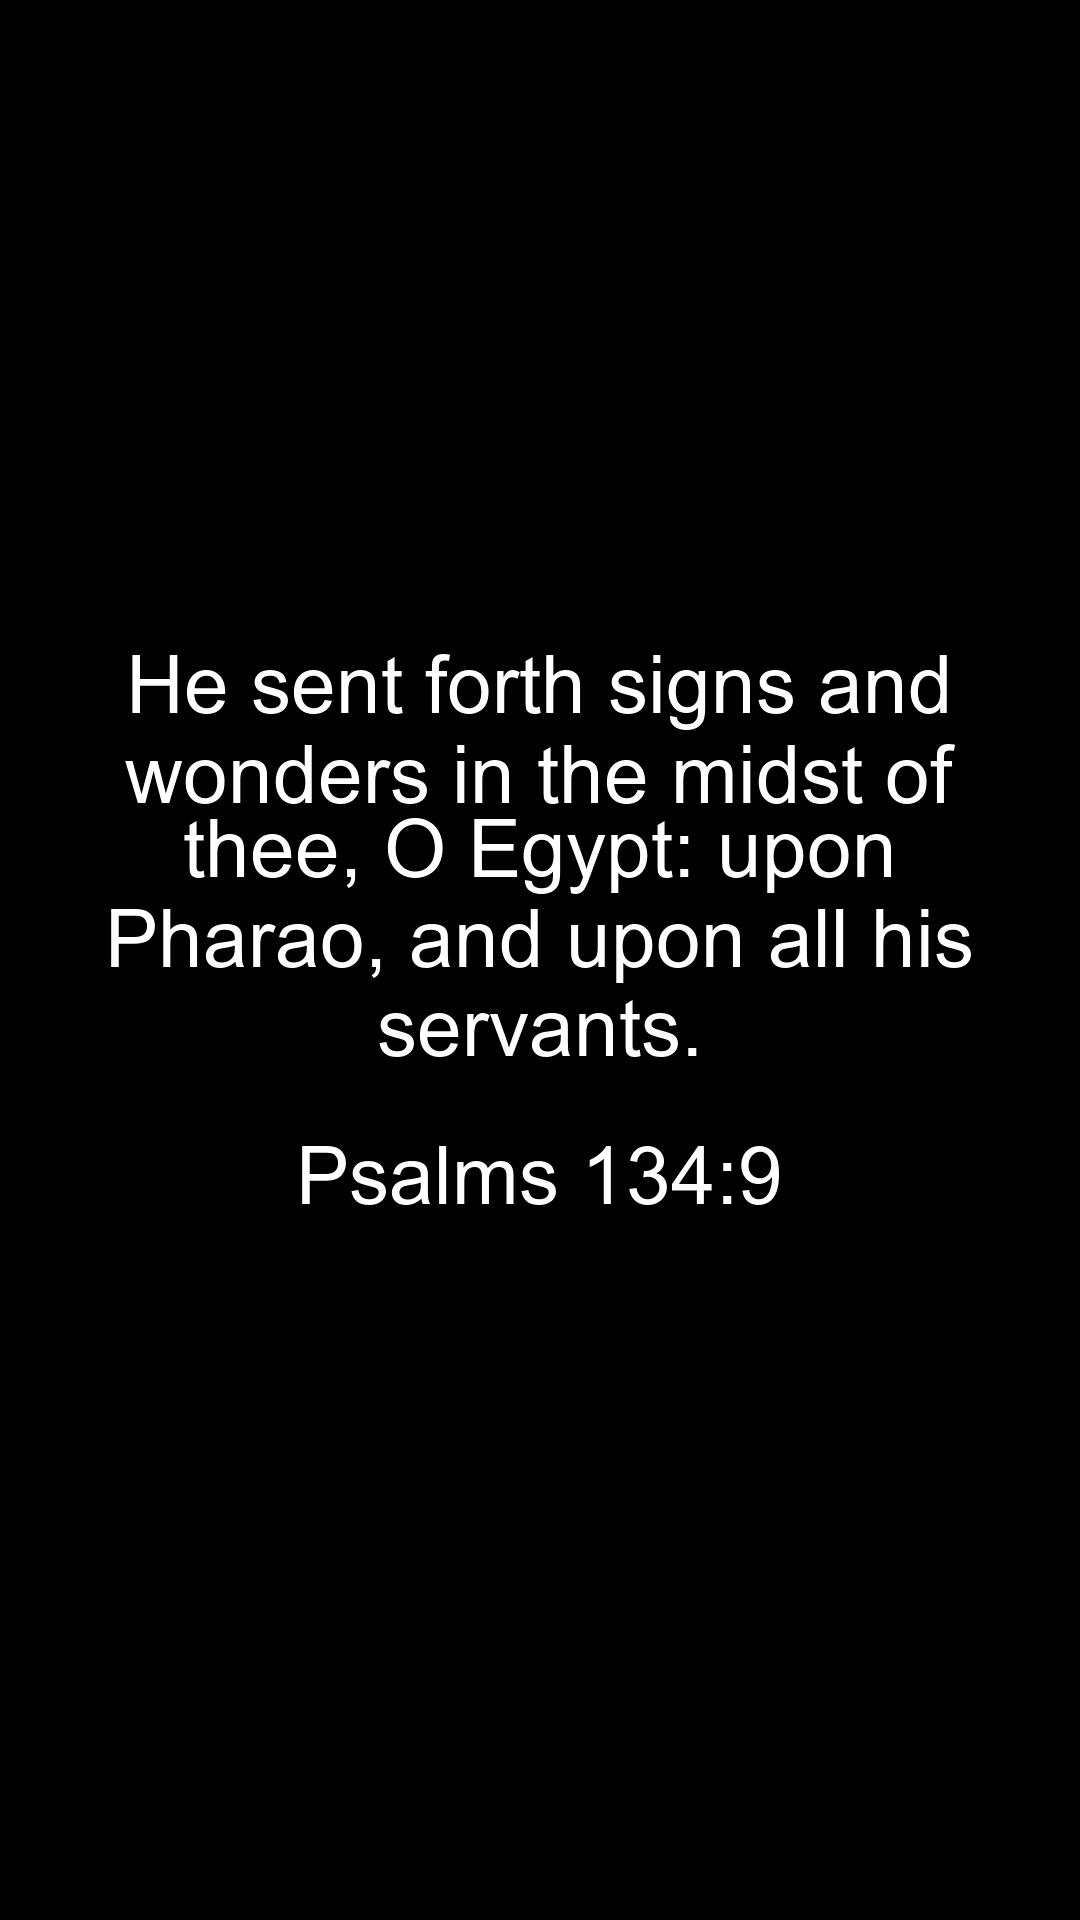 He sent forth signs and
wonders in the midst of
thee, O Egypt: upon
Pharao, and upon all his
servants.
Psalms 134:9